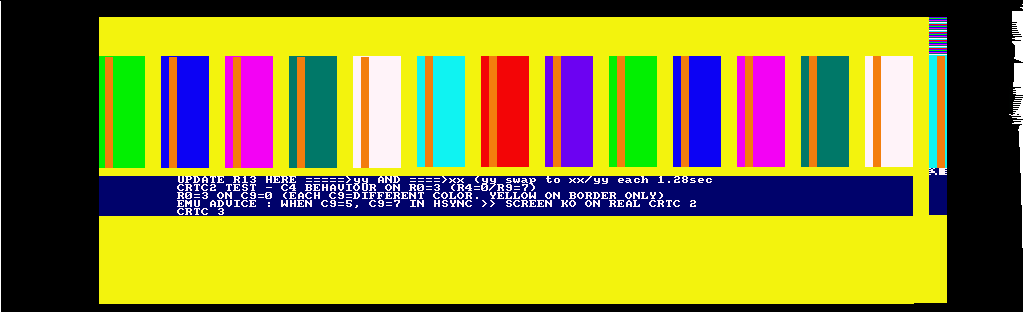 UPDATE R13 HERE =====>yy AND ====>xx (yy swap to xx/yy each 1.28sec
CRTC2 TEST - C4 BEHAVIOUR ON R0=3 (R4=0/R9=7)
R0=3 ON C9=0 (EACH C9=DIFFERENT COLOR. YELLOW ON BORDER ONLY)
EMU ADVICE : WHEN C9=5, C9=7 IN HSYNC >> SCREEN KO ON REAL CRTC 2
CRTC 3